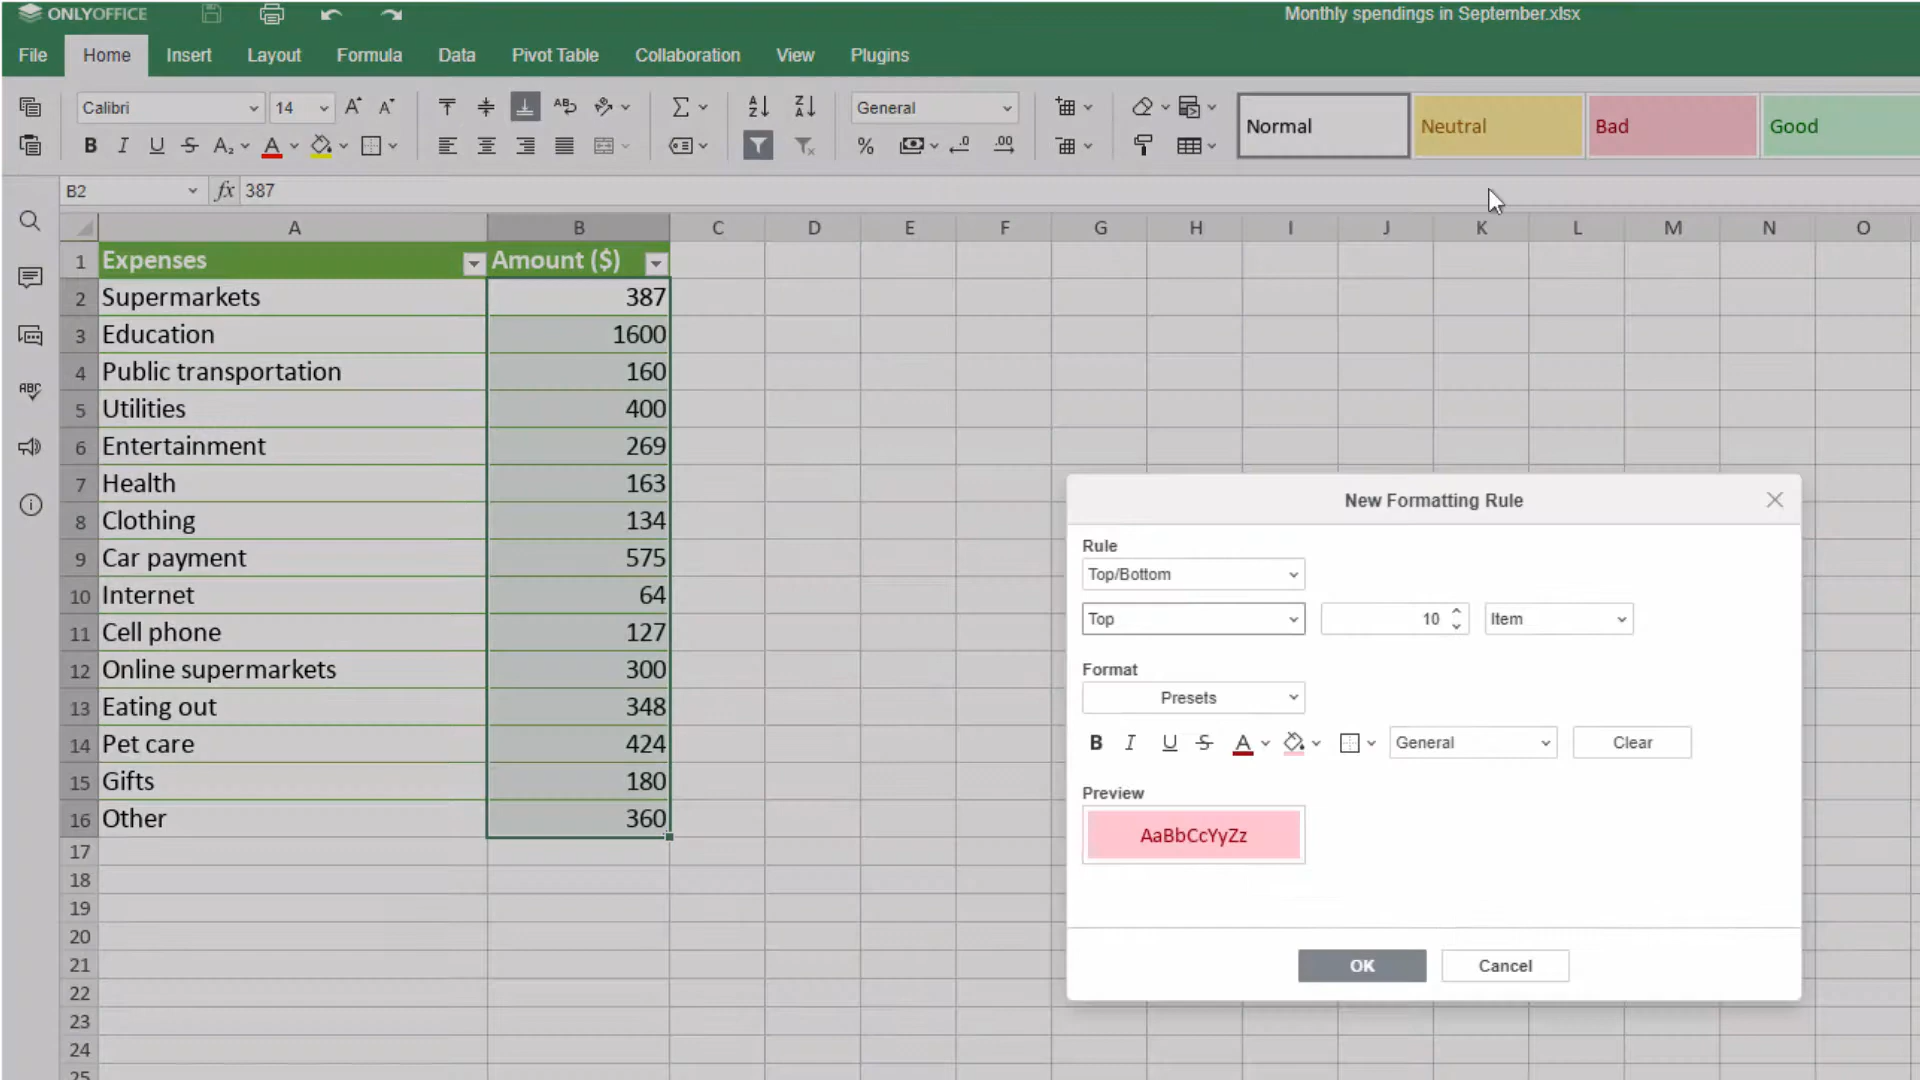 ONLYOFFICE
Monthly spendings in September.xlsx
File Home Insert Layout Formula Data Pivot Table Collaboration View Plugins
Calibri 14 General Normal Neutral Bad Good
B2 fx 387
A B C D E F G H I J K L M N O
1 Expenses Amount ($)
2 Supermarkets 387
3 Education 1600
4 Public transportation 160
5 Utilities 400
6 Entertainment 269
7 Health 163
8 Clothing 134
9 Car payment 575
10 Internet 64
11 Cell phone 127
12 Online supermarkets 300
13 Eating out 348
14 Pet care 424
15 Gifts 180
16 Other 360
17
18
19
20
21
22
23
24
25
New Formatting Rule
Rule
Top/Bottom
Top 10 Item
Format
Presets
B I U S A General Clear
Preview
AaBbCcYyZz
OK Cancel